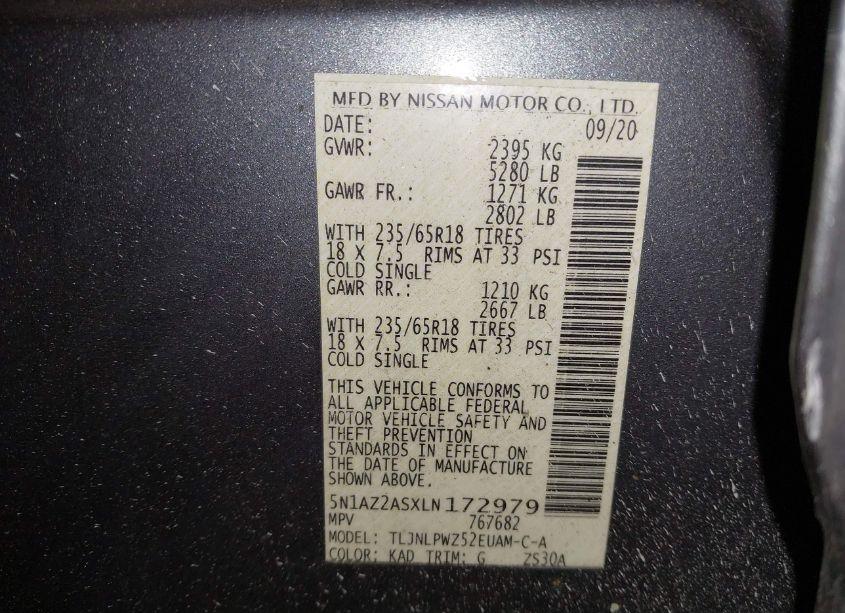 MFD BY NISSAN MOTOR CO., LTD.
DATE: 09/20
GVWR: 2395 KG
5280 LB
GAWR FR.: 1271 KG
2802 LB
WITH 235/65R18 TIRES
18 X 7.5 RIMS AT 33 PSI
COLD SINGLE
GAWR RR.: 1210 KG
2667 LB
WITH 235/65R18 TIRES
18 X 7.5 RIMS AT 33 PSI
COLD SINGLE
THIS VEHICLE CONFORMS TO
ALL APPLICABLE FEDERAL
MOTOR VEHICLE SAFETY AND
THEFT PREVENTION
STANDARDS IN EFFECT ON
THE DATE OF MANUFACTURE
SHOWN ABOVE.
5N1AZ2ASXLN172979
MPV 767682
MODEL: TLJNLPWZ52EUAM-C-A
COLOR: KAD TRIM: G ZS30A